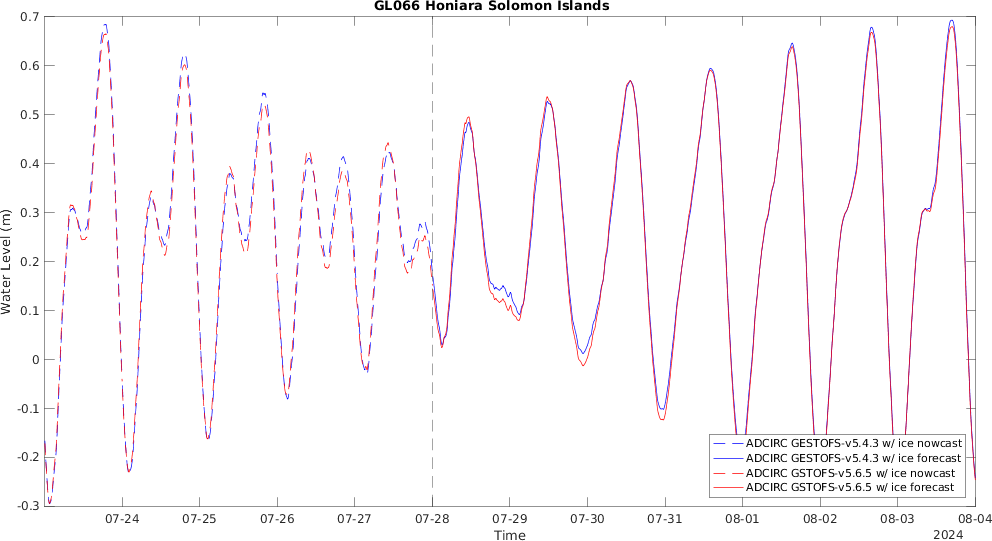 GL066 Honiara Solomon Islands
0.7
0.6
0.5
0.4
0.3
0.2
0.1
0
-0.1
-0.2
-0.3
Water Level (m)
ADCIRC GESTOFS-v5.4.3 w/ ice nowcast
ADCIRC GESTOFS-v5.4.3 w/ ice forecast
ADCIRC GSTOFS-v5.6.5 w/ ice nowcast
ADCIRC GSTOFS-v5.6.5 w/ ice forecast
07-24 07-25 07-26 07-27 07-28 07-29 07-30 07-31 08-01 08-02 08-03 08-04
Time
2024